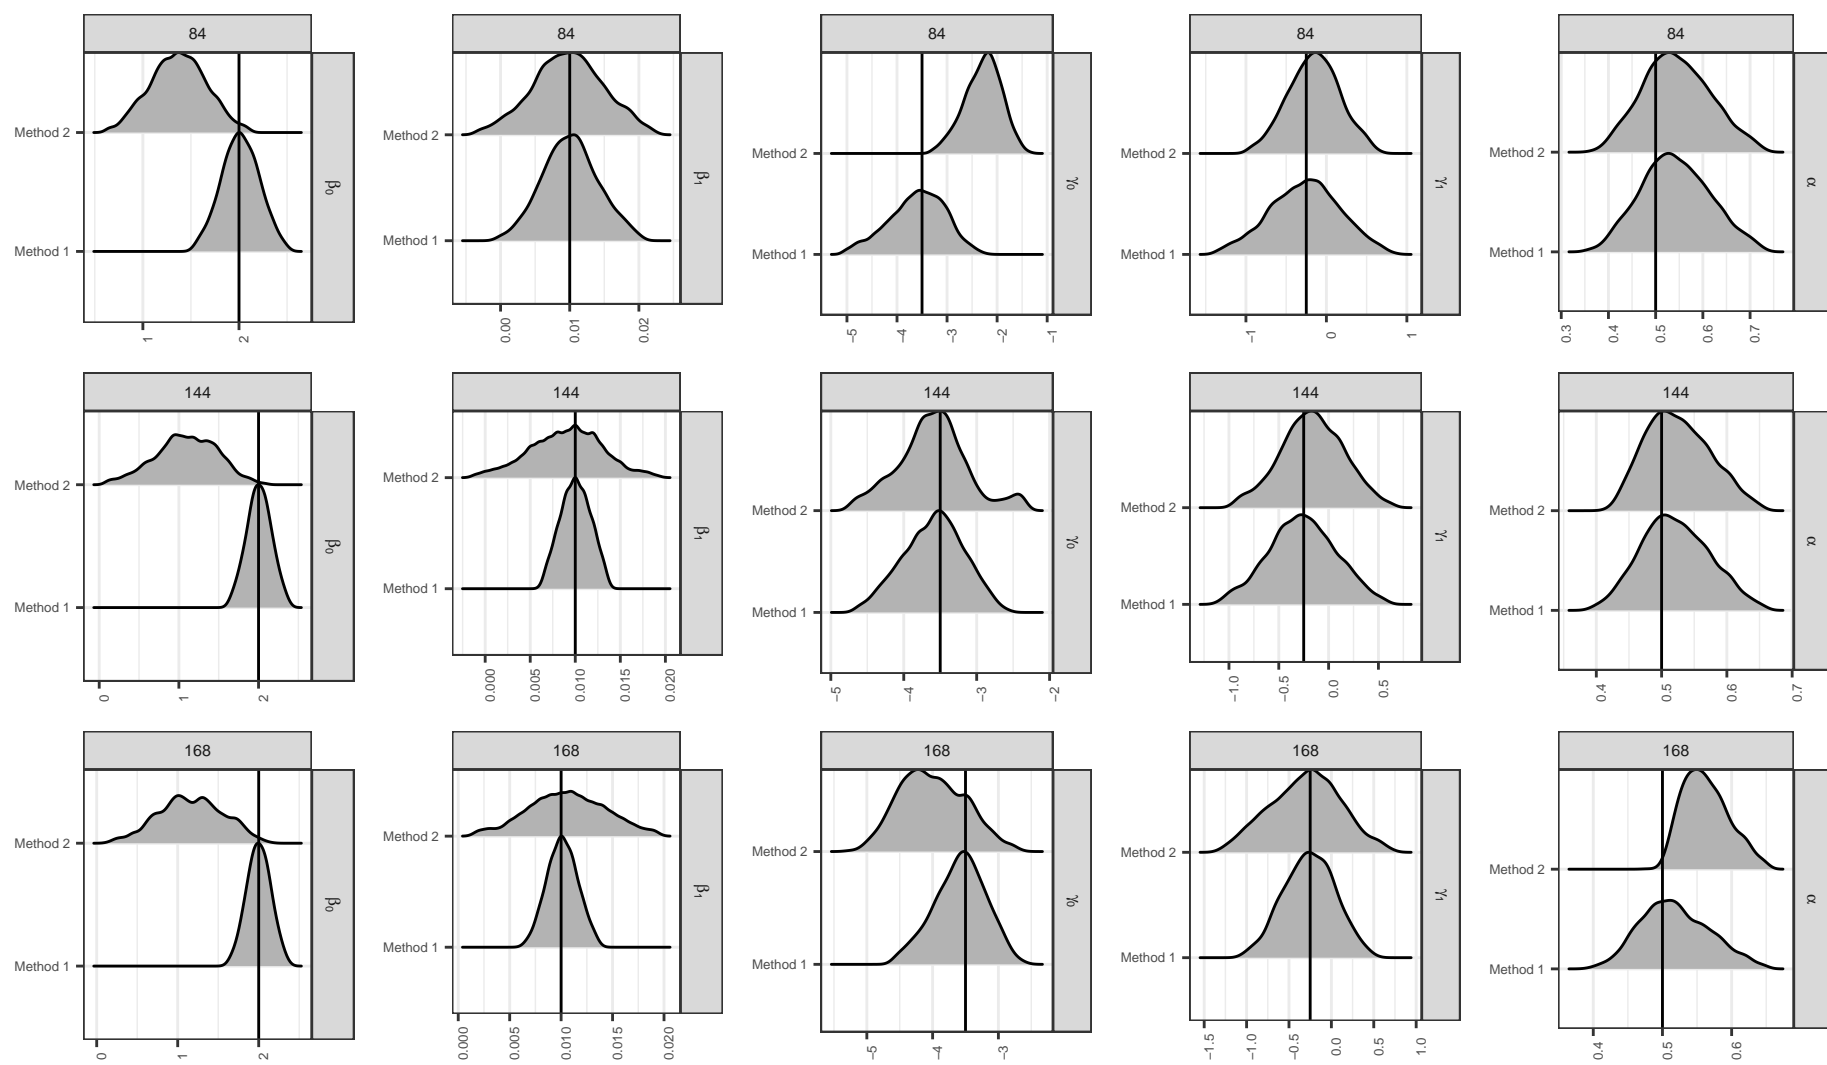 84
84
84
84
84
Method 2
Method 1
β0
1
2
Method 2
Method 1
β1
0.00
0.01
0.02
Method 2
Method 1
γ0
−5
−4
−3
−2
−1
Method 2
Method 1
γ1
−1
0
1
Method 2
Method 1
α
0.3
0.4
0.5
0.6
0.7
144
144
144
144
144
Method 2
Method 1
β0
0
1
2
Method 2
Method 1
β1
0.000
0.005
0.010
0.015
0.020
Method 2
Method 1
γ0
−5
−4
−3
−2
Method 2
Method 1
γ1
−1.0
−0.5
0.0
0.5
Method 2
Method 1
α
0.4
0.5
0.6
0.7
168
168
168
168
168
Method 2
Method 1
β0
0
1
2
Method 2
Method 1
β1
0.000
0.005
0.010
0.015
0.020
Method 2
Method 1
γ0
−5
−4
−3
Method 2
Method 1
γ1
−1.5
−1.0
−0.5
0.0
0.5
1.0
Method 2
Method 1
α
0.4
0.5
0.6